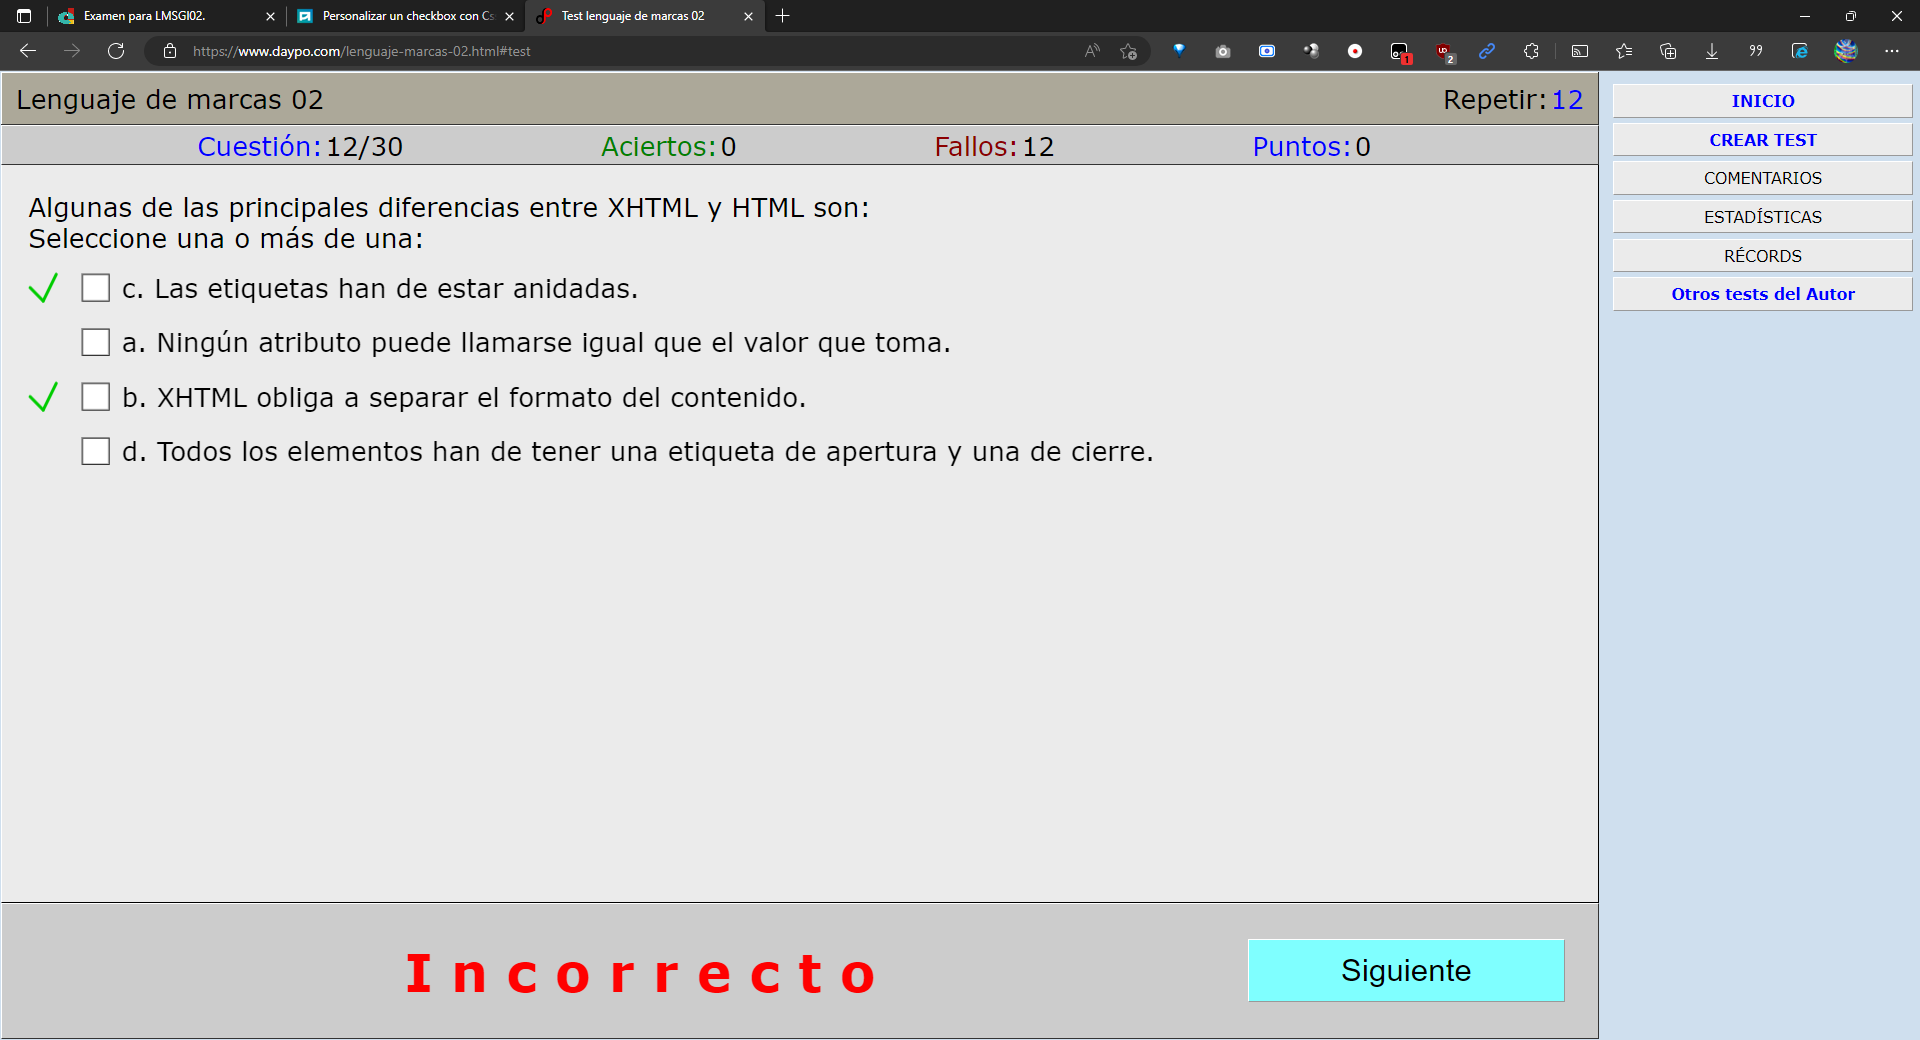 Examen para LMSGI02.
Personalizar un checkbox con Cs
Test lenguaje de marcas 02
https://www.daypo.com/lenguaje-marcas-02.html#test
1
2
Lenguaje de marcas 02
Repetir:12
Cuestión:12/30
Aciertos:0
Fallos:12
Puntos:0
Algunas de las principales diferencias entre XHTML y HTML son:
Seleccione una o más de una:
c. Las etiquetas han de estar anidadas.
a. Ningún atributo puede llamarse igual que el valor que toma.
b. XHTML obliga a separar el formato del contenido.
d. Todos los elementos han de tener una etiqueta de apertura y una de cierre.
Incorrecto
Siguiente
INICIO
CREAR TEST
COMENTARIOS
ESTADÍSTICAS
RÉCORDS
Otros tests del Autor